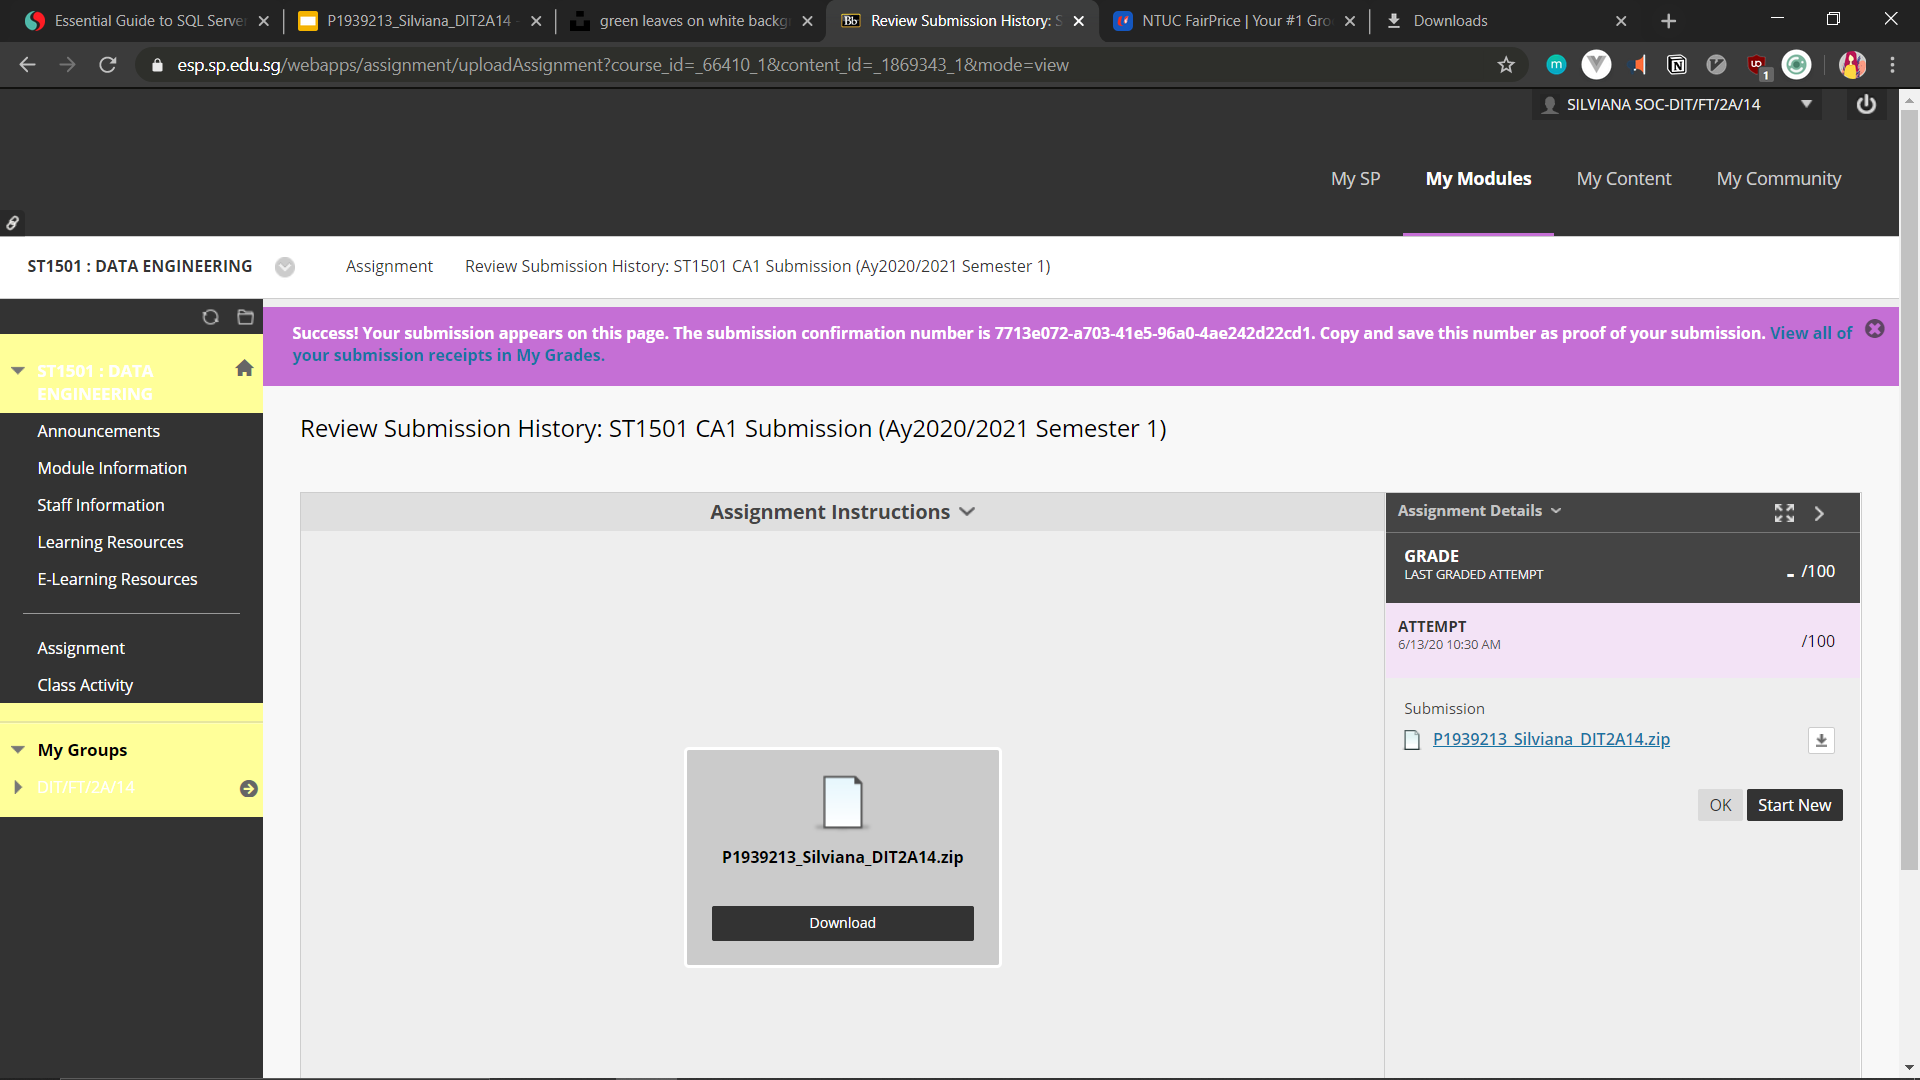 Essential Guide to SQL Serve
P1939213_Silviana_DIT2A14 -
green leaves on white backg
Bb
Review Submission History: S
NTUC FairPrice | Your #1 Gro
Downloads
esp.sp.edu.sg/webapps/assignment/uploadAssignment?course_id=_66410_1&content_id=_1869343_1&mode=view
SILVIANA SOC-DIT/FT/2A/14
My SP
My Modules
My Content
My Community
ST1501 : DATA ENGINEERING
Assignment
Review Submission History: ST1501 CA1 Submission (Ay2020/2021 Semester 1)
Success! Your submission appears on this page. The submission confirmation number is 7713e072-a703-41e5-96a0-4ae242d22cd1. Copy and save this number as proof of your submission. View all of
your submission receipts in My Grades.
ST1501 : DATA
ENGINEERING
Announcements
Module Information
Staff Information
Learning Resources
E-Learning Resources
Assignment
Class Activity
My Groups
DIT/FT/2A/14
Review Submission History: ST1501 CA1 Submission (Ay2020/2021 Semester 1)
Assignment Instructions
P1939213_Silviana_DIT2A14.zip
Download
Assignment Details
GRADE
LAST GRADED ATTEMPT
- /100
ATTEMPT
6/13/20 10:30 AM
/100
Submission
P1939213_Silviana_DIT2A14.zip
OK
Start New